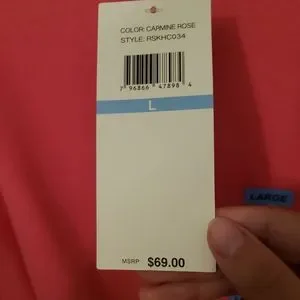 COLOR: CARMINE ROSE
STYLE: RSKHC034
7 96866 47898 4
L
LARGE
MSRP $69.00